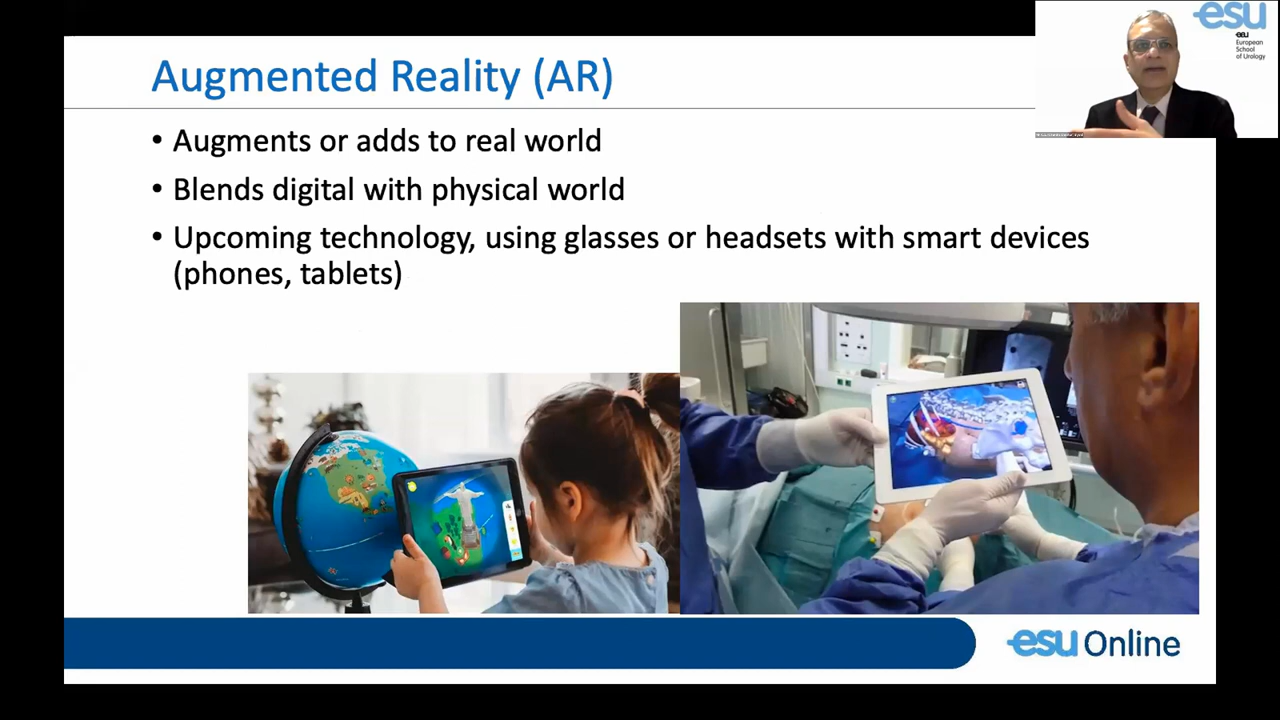 Augmented Reality (AR)
• Augments or adds to real world
• Blends digital with physical world
• Upcoming technology, using glasses or headsets with smart devices
(phones, tablets)
esu
eau
European
School
of Urology
esu Online